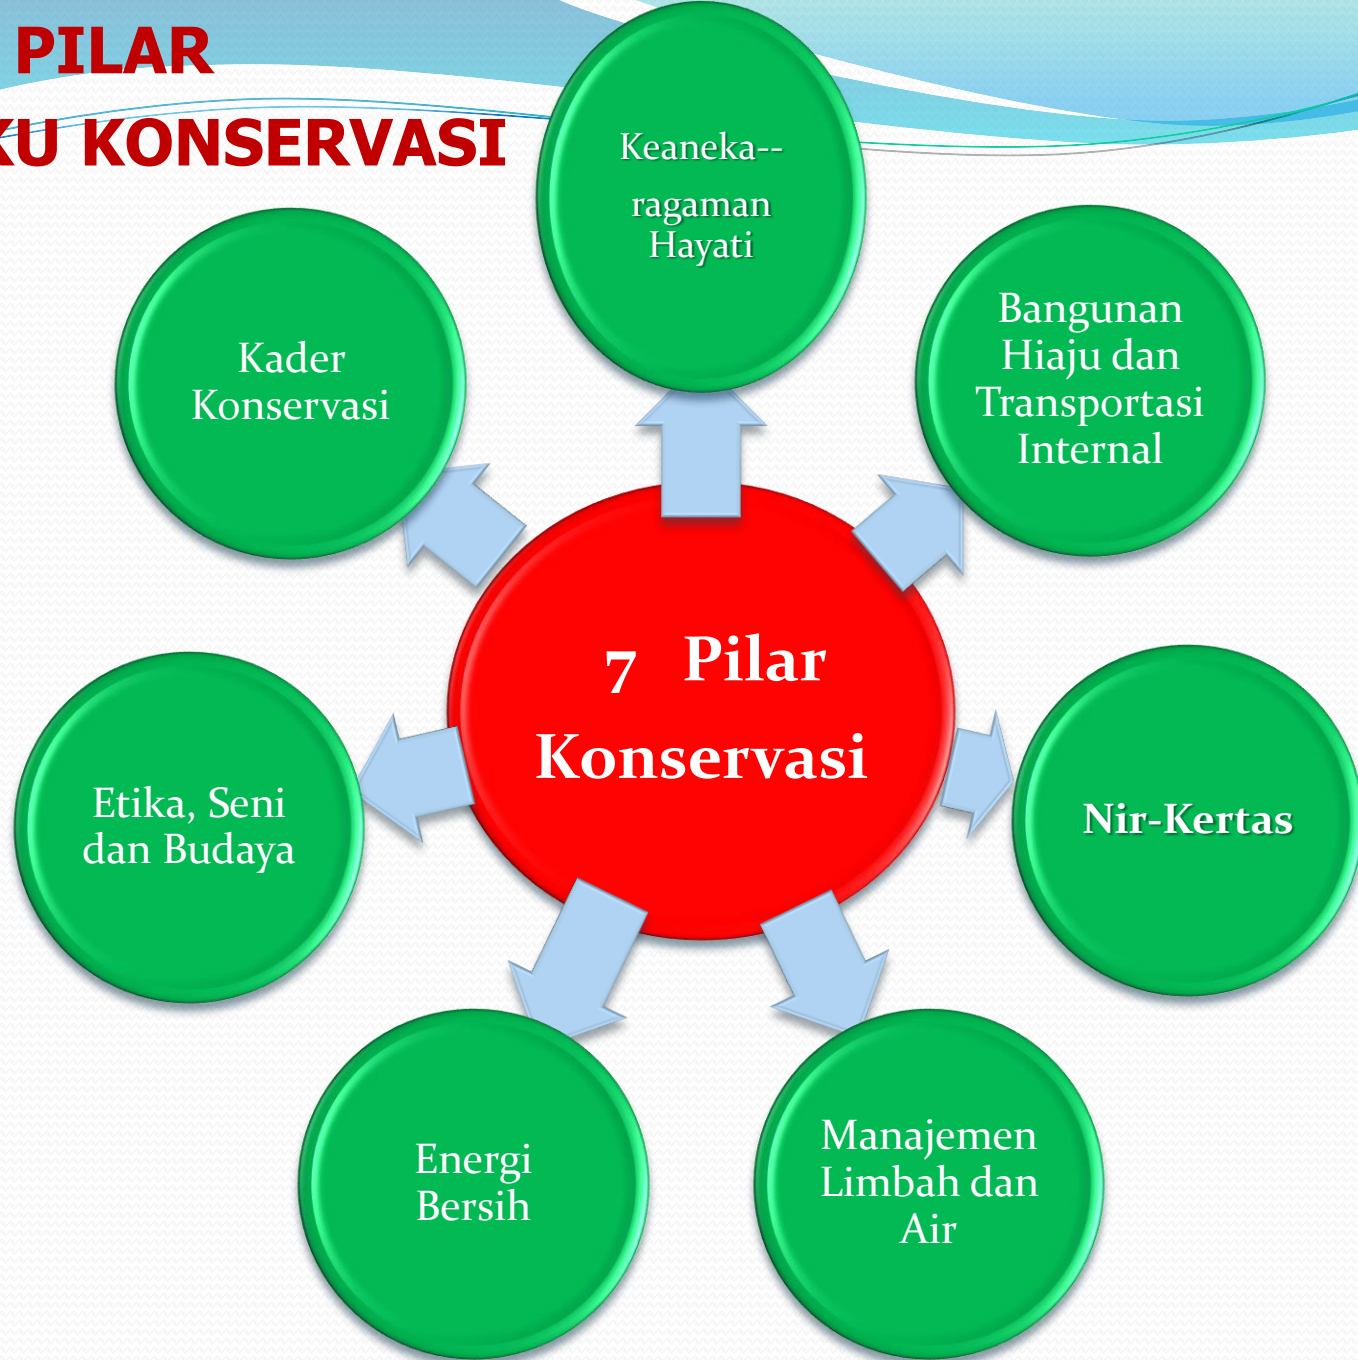 PILAR
KU KONSERVASI
Keaneka--
ragaman
Hayati
Bangunan
Hiaju dan
Transportasi
Internal
Nir-Kertas
Manajemen
Limbah dan
Air
Energi
Bersih
Etika, Seni
dan Budaya
Kader
Konservasi
7 Pilar
Konservasi